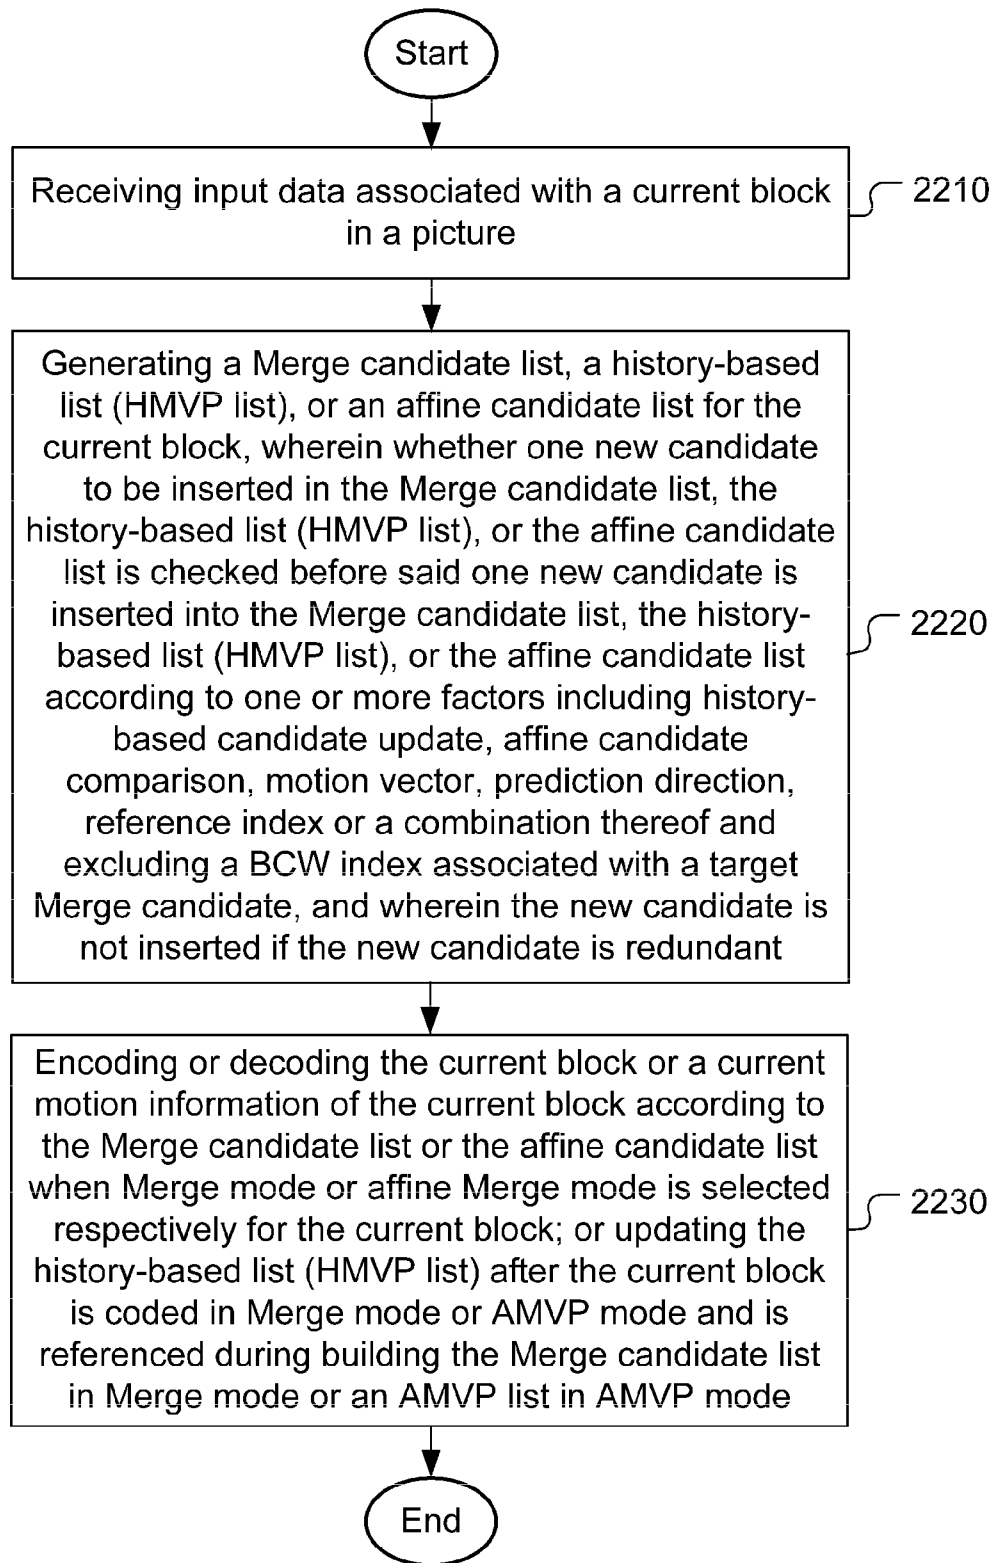 Start
Receiving input data associated with a current block
in a picture
2210
Generating a Merge candidate list, a history-based
list (HMVP list), or an affine candidate list for the
current block, wherein whether one new candidate
to be inserted in the Merge candidate list, the
history-based list (HMVP list), or the affine candidate
list is checked before said one new candidate is
inserted into the Merge candidate list, the history-
based list (HMVP list), or the affine candidate list
according to one or more factors including history-
based candidate update, affine candidate
comparison, motion vector, prediction direction,
reference index or a combination thereof and
excluding a BCW index associated with a target
Merge candidate, and wherein the new candidate is
not inserted if the new candidate is redundant
2220
Encoding or decoding the current block or a current
motion information of the current block according to
the Merge candidate list or the affine candidate list
when Merge mode or affine Merge mode is selected
respectively for the current block; or updating the
history-based list (HMVP list) after the current block
is coded in Merge mode or AMVP mode and is
referenced during building the Merge candidate list
in Merge mode or an AMVP list in AMVP mode
2230
End